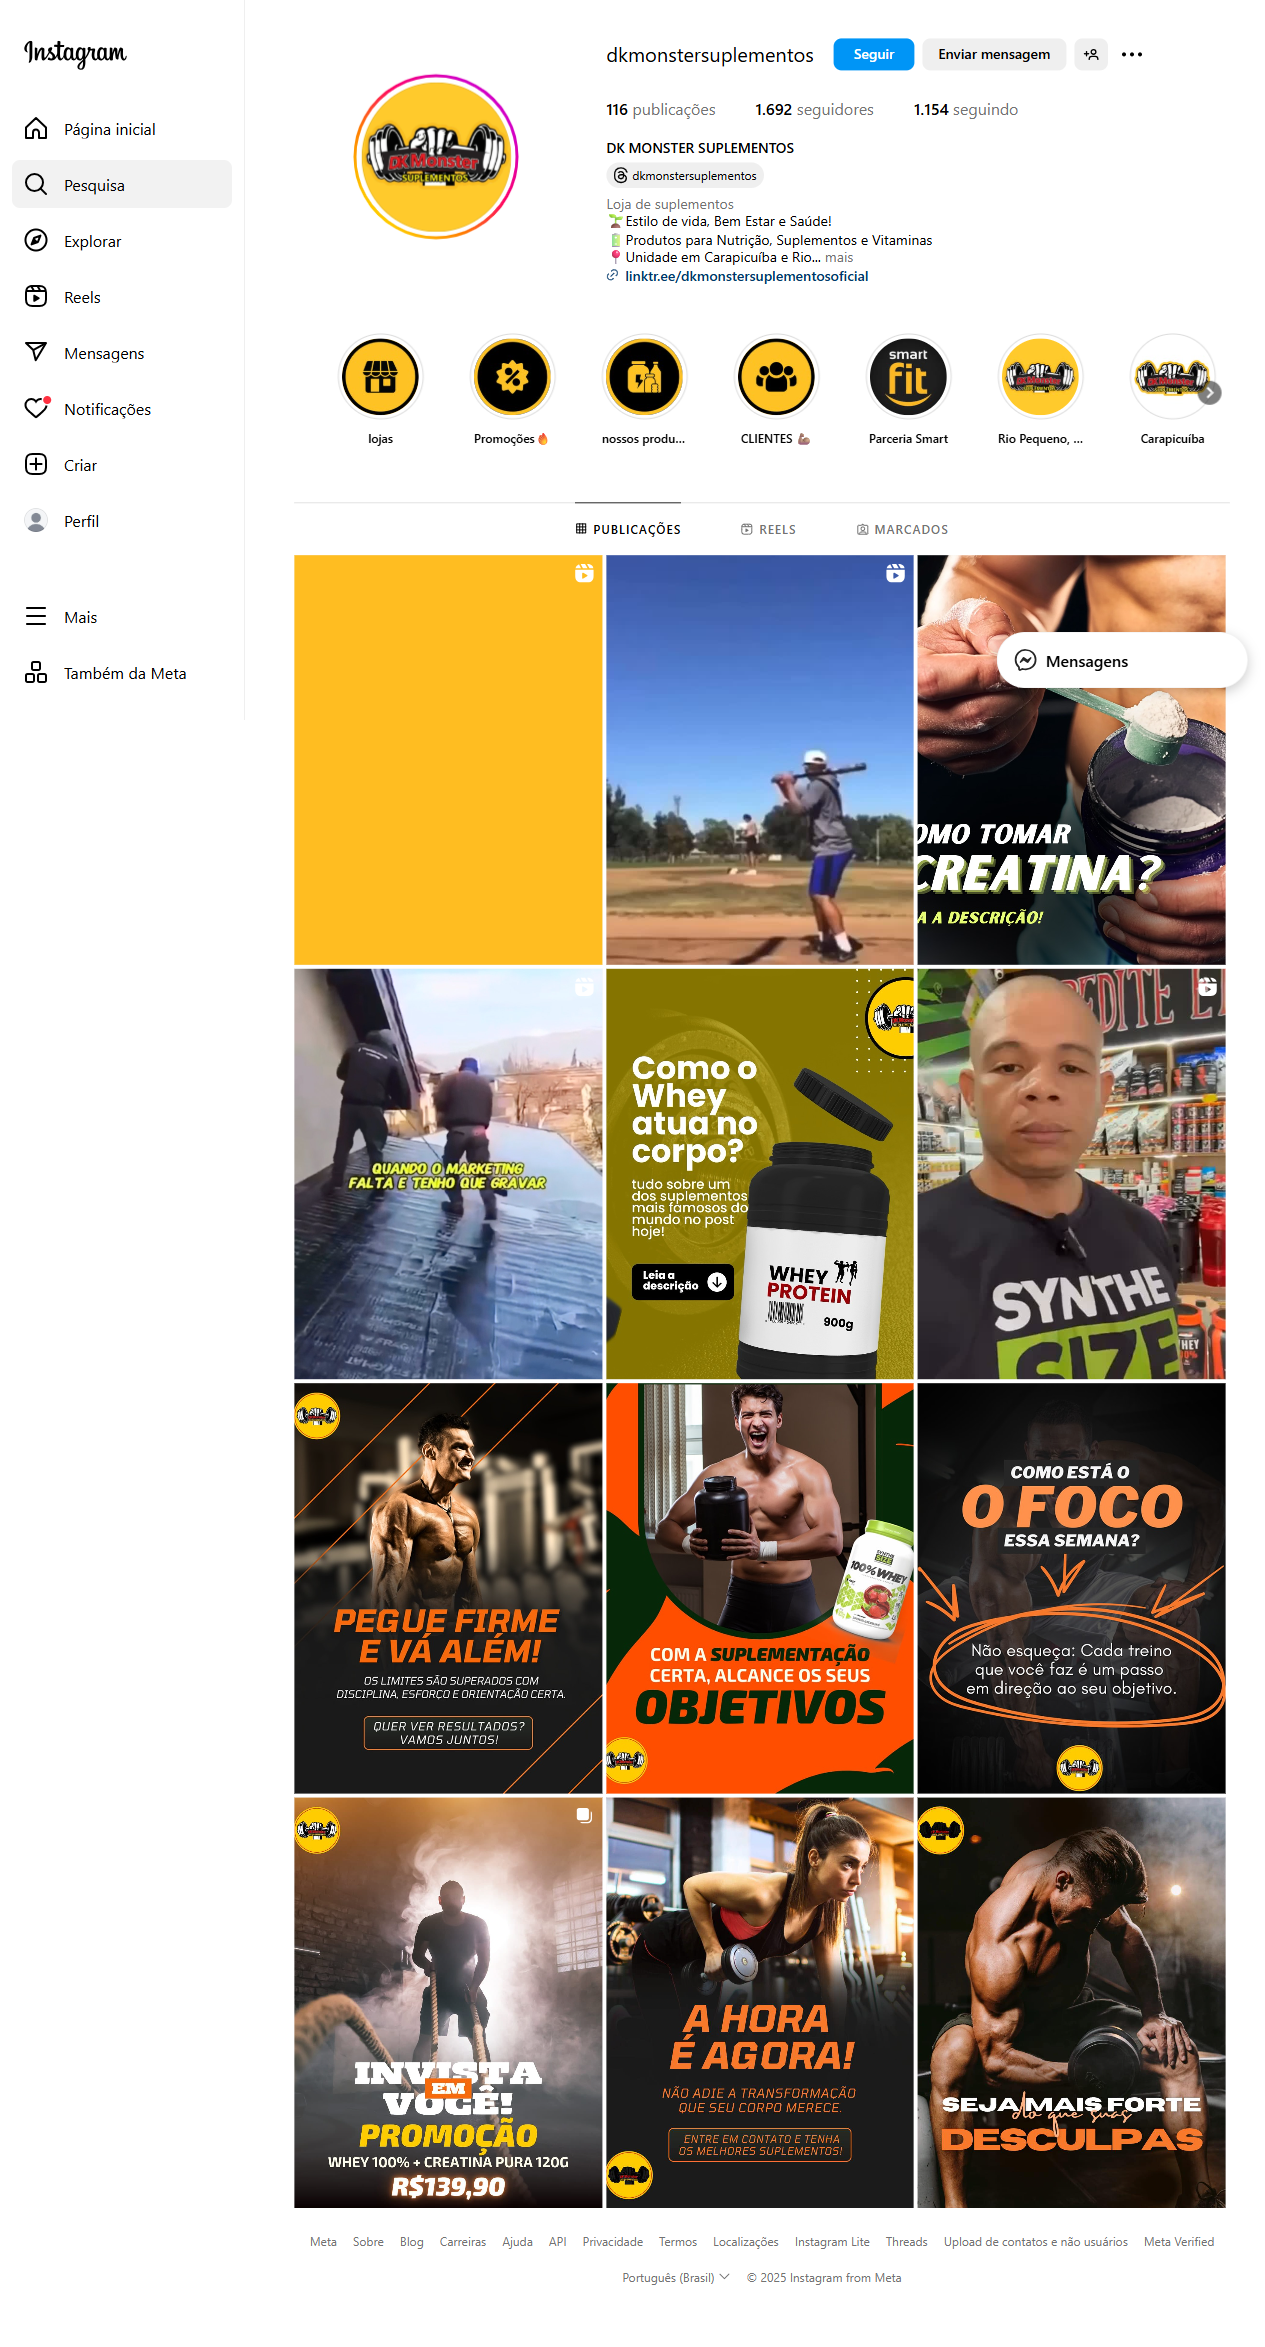 Instagram
Página inicial
Pesquisa
Explorar
Reels
Mensagens
Notificações
Criar
Perfil
Mais
Também da Meta
dkmonstersuplementos
Seguir
Enviar mensagem
116 publicações
1.692 seguidores
1.154 seguindo
DK MONSTER SUPLEMENTOS
dkmonstersuplementos
Loja de suplementos
Estilo de vida, Bem Estar e Saúde!
Produtos para Nutrição, Suplementos e Vitaminas
Unidade em Carapicuíba e Rio... mais
linktr.ee/dkmonstersuplementosoficial
DK Monster
SUPLEMENTOS
smart
fit
lojas
Promoções
nossos produ...
CLIENTES
Parceria Smart
Rio Pequeno, ...
Carapicuíba
PUBLICAÇÕES
REELS
MARCADOS
Mensagens
OMO TOMAR
CREATINA?
A A DESCRIÇÃO!
QUANDO O MARKETING
FALTA E TENHO QUE GRAVAR
Como o
Whey
atua no
corpo?
tudo sobre um
dos suplementos
mais famosos do
mundo no post
hoje!
Leia a
descrição
WHEY
PROTEIN
900g
EDITE E
SYNTHE
SIZE
WHEY
PEGUE FIRME
E VÁ ALÉM!
OS LIMITES SÃO SUPERADOS COM
DISCIPLINA, ESFORÇO E ORIENTAÇÃO CERTA.
QUER VER RESULTADOS?
VAMOS JUNTOS!
SYNTHE
SIZE
100% WHEY
COM A SUPLEMENTAÇÃO
CERTA, ALCANCE OS SEUS
OBJETIVOS
COMO ESTÁ O
O FOCO
ESSA SEMANA?
Não esqueça: Cada treino
que você faz é um passo
em direção ao seu objetivo.
INVISTA
EM
VOCÊ!
PROMOÇÃO
WHEY 100% + CREATINA PURA 120G
R$139,90
A HORA
É AGORA!
NÃO ADIE A TRANSFORMAÇÃO
QUE SEU CORPO MERECE.
ENTRE EM CONTATO E TENHA
OS MELHORES SUPLEMENTOS!
SEJA MAIS FORTE
do que suas
DESCULPAS
Meta Sobre Blog Carreiras Ajuda API Privacidade Termos Localizações Instagram Lite Threads Upload de contatos e não usuários Meta Verified
Português (Brasil) © 2025 Instagram from Meta